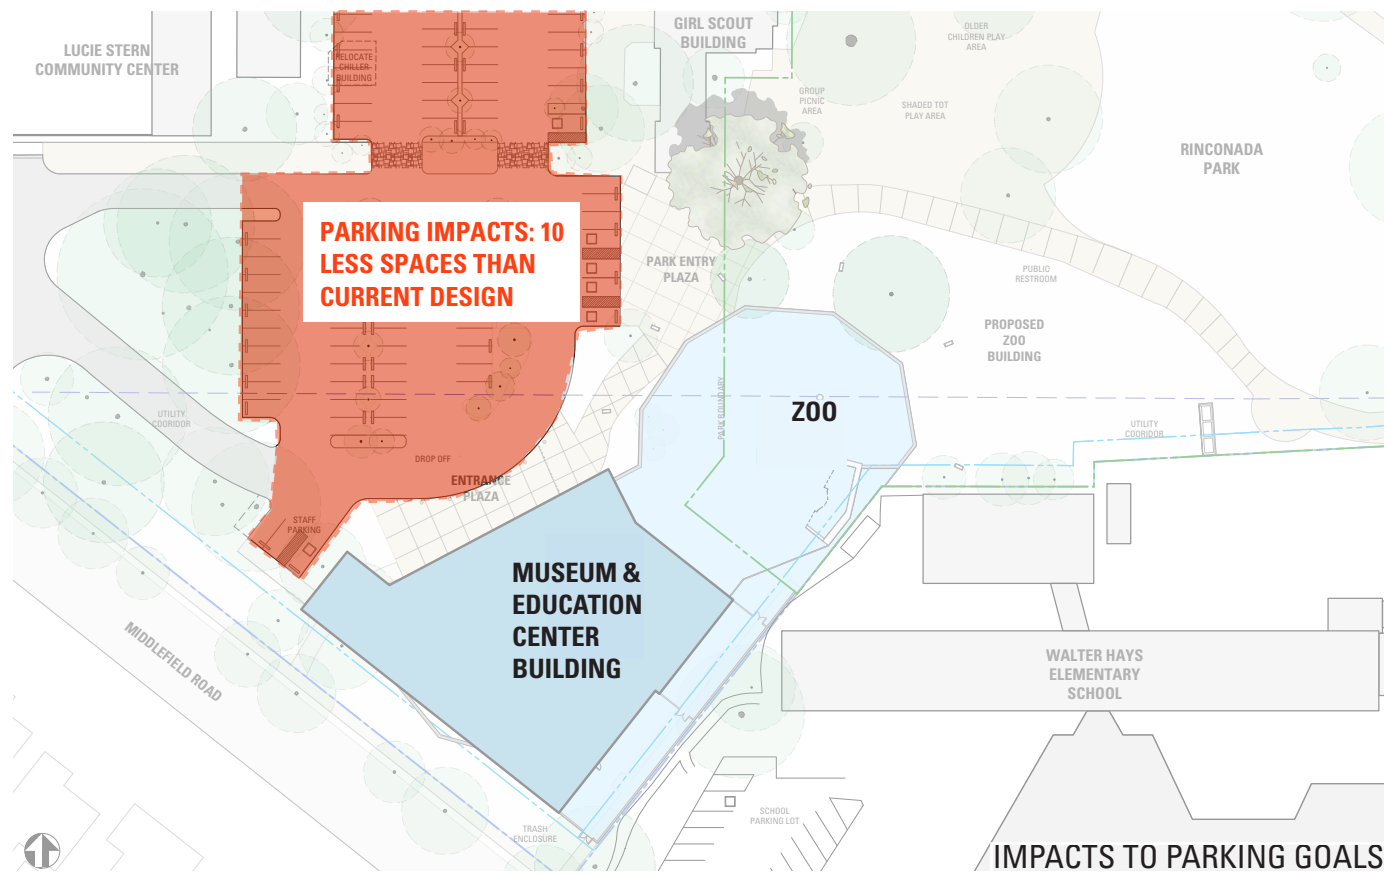 LUCIE STERN
COMMUNITY CENTER
RELOCATE
CHILLER
BUILDING
GIRL SCOUT
BUILDING
OLDER
CHILDREN PLAY
AREA
GROUP
PICNIC
AREA
SHADED TOT
PLAY AREA
RINCONADA
PARK
PARKING IMPACTS: 10
LESS SPACES THAN
CURRENT DESIGN
PARK ENTRY
PLAZA
PUBLIC
RESTROOM
PROPOSED
ZOO
BUILDING
PARK BOUNDARY
ZOO
UTILITY
COORIDOR
UTILITY
COORIDOR
DROP OFF
ENTRANCE
PLAZA
STAFF
PARKING
MUSEUM &
EDUCATION
CENTER
BUILDING
MIDDLEFIELD ROAD
WALTER HAYS
ELEMENTARY
SCHOOL
SCHOOL
PARKING LOT
TRASH
ENCLOSURE
IMPACTS TO PARKING GOALS